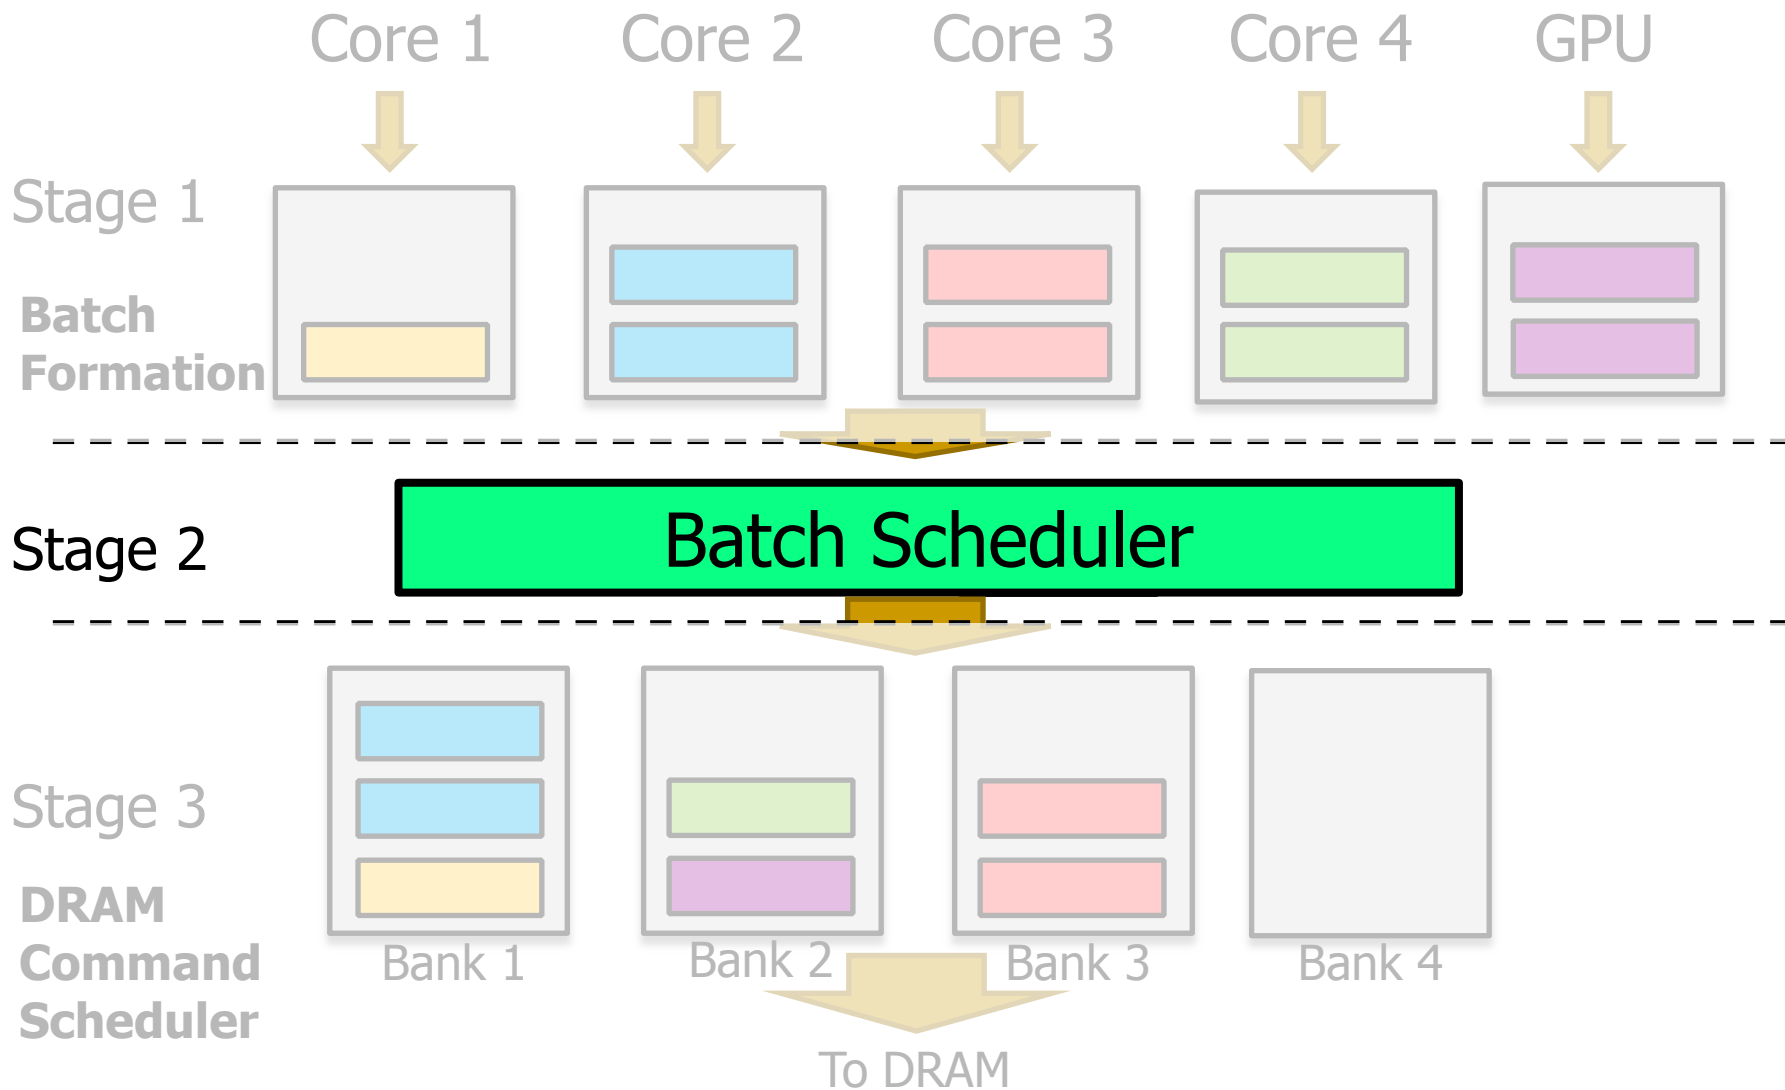 Core 1
Core 2
Core 3
Core 4
GPU
Stage 1
Batch
Formation
Stage 2
Batch Scheduler
Stage 3
DRAM
Command
Scheduler
Bank 1
Bank 2
Bank 3
Bank 4
To DRAM